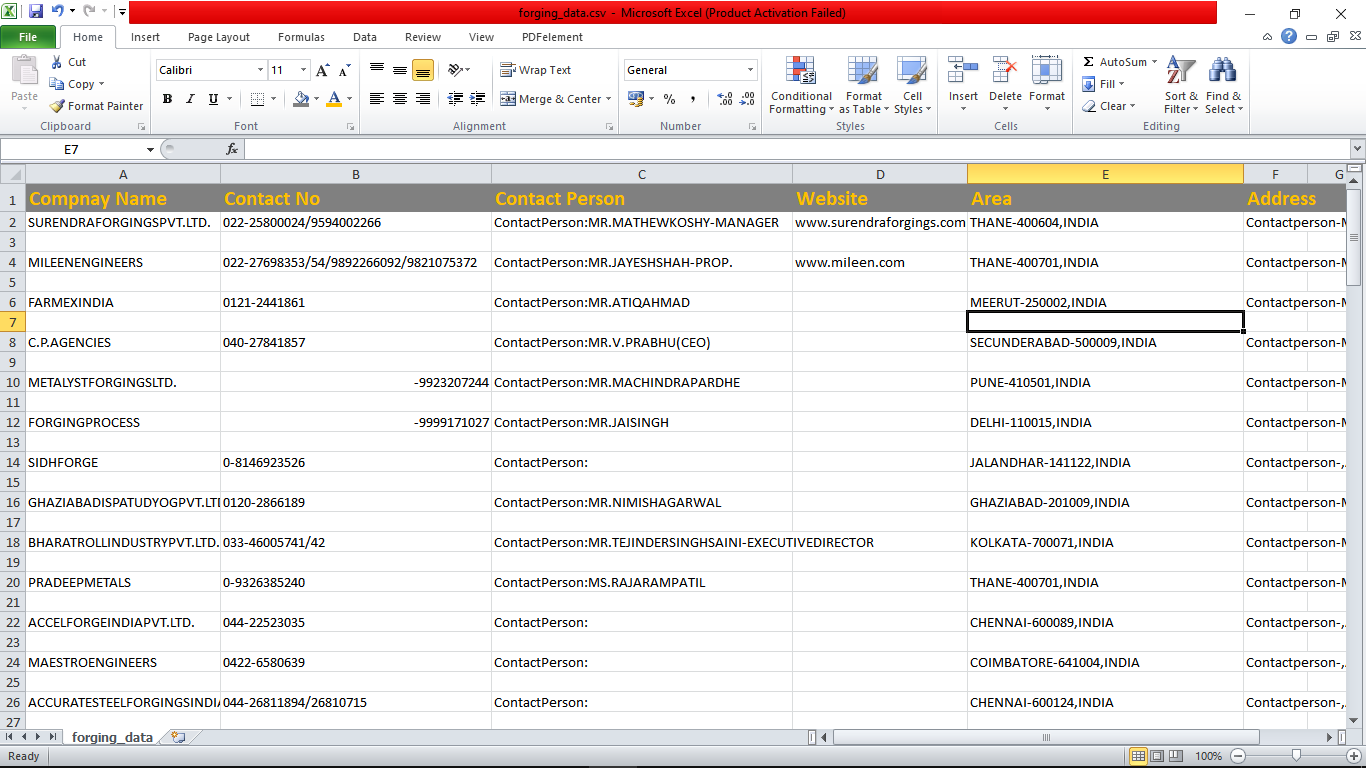 forging_data.csv - Microsoft Excel (Product Activation Failed)
File Home Insert Page Layout Formulas Data Review View PDFelement
Paste Cut Copy Format Painter Clipboard
Calibri 11 B I U Font
Wrap Text Merge & Center Alignment
General % , Number
Conditional Formatting Format as Table Cell Styles Styles
Insert Delete Format Cells
AutoSum Fill Clear Sort & Filter Find & Select Editing
E7 fx
A B C D E F G
1 Compnay Name Contact No Contact Person Website Area Address
2 SURENDRAFORGINGSPVT.LTD. 022-25800024/9594002266 ContactPerson:MR.MATHEWKOSHY-MANAGER www.surendraforgings.com THANE-400604,INDIA Contactperson-M
3
4 MILEENENGINEERS 022-27698353/54/9892266092/9821075372 ContactPerson:MR.JAYESHSHAH-PROP. www.mileen.com THANE-400701,INDIA Contactperson-M
5
6 FARMEXINDIA 0121-2441861 ContactPerson:MR.ATIQAHMAD MEERUT-250002,INDIA Contactperson-M
7
8 C.P.AGENCIES 040-27841857 ContactPerson:MR.V.PRABHU(CEO) SECUNDERABAD-500009,INDIA Contactperson-M
9
10 METALYSTFORGINGSLTD. -9923207244 ContactPerson:MR.MACHINDRAPARDHE PUNE-410501,INDIA Contactperson-M
11
12 FORGINGPROCESS -9999171027 ContactPerson:MR.JAISINGH DELHI-110015,INDIA Contactperson-M
13
14 SIDHFORGE 0-8146923526 ContactPerson: JALANDHAR-141122,INDIA Contactperson-,.
15
16 GHAZIABADISPATUDYOGPVT.LTD 0120-2866189 ContactPerson:MR.NIMISHAGARWAL GHAZIABAD-201009,INDIA Contactperson-M
17
18 BHARATROLLINDUSTRYPVT.LTD. 033-46005741/42 ContactPerson:MR.TEJINDERSINGHSAINI-EXECUTIVEDIRECTOR KOLKATA-700071,INDIA Contactperson-M
19
20 PRADEEPMETALS 0-9326385240 ContactPerson:MS.RAJARAMPATIL THANE-400701,INDIA Contactperson-M
21
22 ACCELFORGEINDIAPVT.LTD. 044-22523035 ContactPerson: CHENNAI-600089,INDIA Contactperson-,.
23
24 MAESTROENGINEERS 0422-6580639 ContactPerson: COIMBATORE-641004,INDIA Contactperson-,.
25
26 ACCURATESTEELFORGINGSINDIA 044-26811894/26810715 ContactPerson: CHENNAI-600124,INDIA Contactperson-,.
27
forging_data
Ready 100%